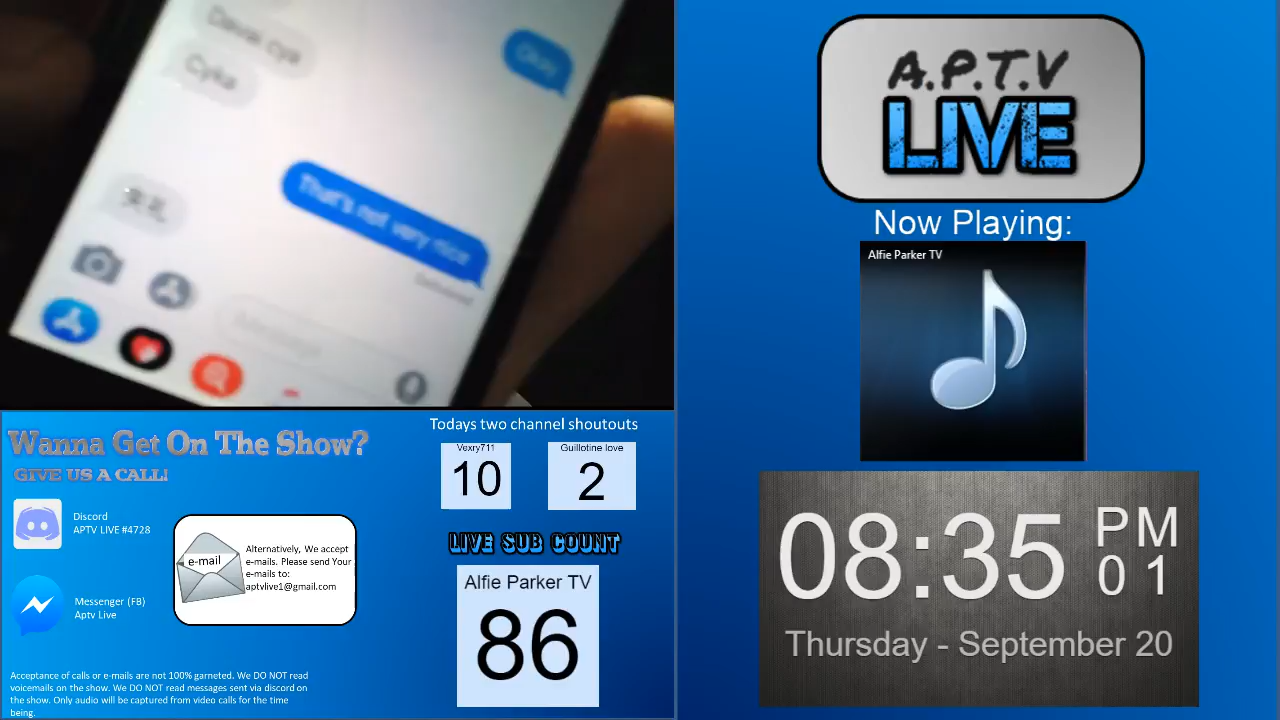 Davai cya
Okay
Cyka
That's not very nice
Delivered
iMessage
A.P.T.V
LIVE
Now Playing:
Alfie Parker TV
08:35 PM
01
Thursday - September 20
Wanna Get On The Show?
GIVE US A CALL!
Discord
APTV LIVE #4728
Messenger (FB)
Aptv Live
e-mail
Alternatively, We accept
e-mails. Please send Your
e-mails to:
aptvlive1@gmail.com
Acceptance of calls or e-mails are not 100% garneted. We DO NOT read
voicemails on the show. We DO NOT read messages sent via discord on
the show. Only audio will be captured from video calls for the time
being.
Todays two channel shoutouts
Vexry711
10
Guillotine love
2
LIVE SUB COUNT
Alfie Parker TV
86